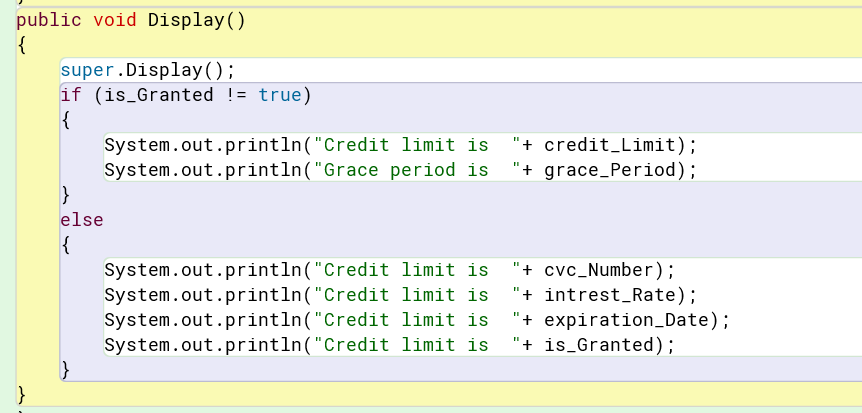 public void Display()
{
super.Display();
if (is_Granted != true)
{
System.out.println("Credit limit is  "+ credit_Limit);
System.out.println("Grace period is  "+ grace_Period);
}
else
{
System.out.println("Credit limit is  "+ cvc_Number);
System.out.println("Credit limit is  "+ intrest_Rate);
System.out.println("Credit limit is  "+ expiration_Date);
System.out.println("Credit limit is  "+ is_Granted);
}
}